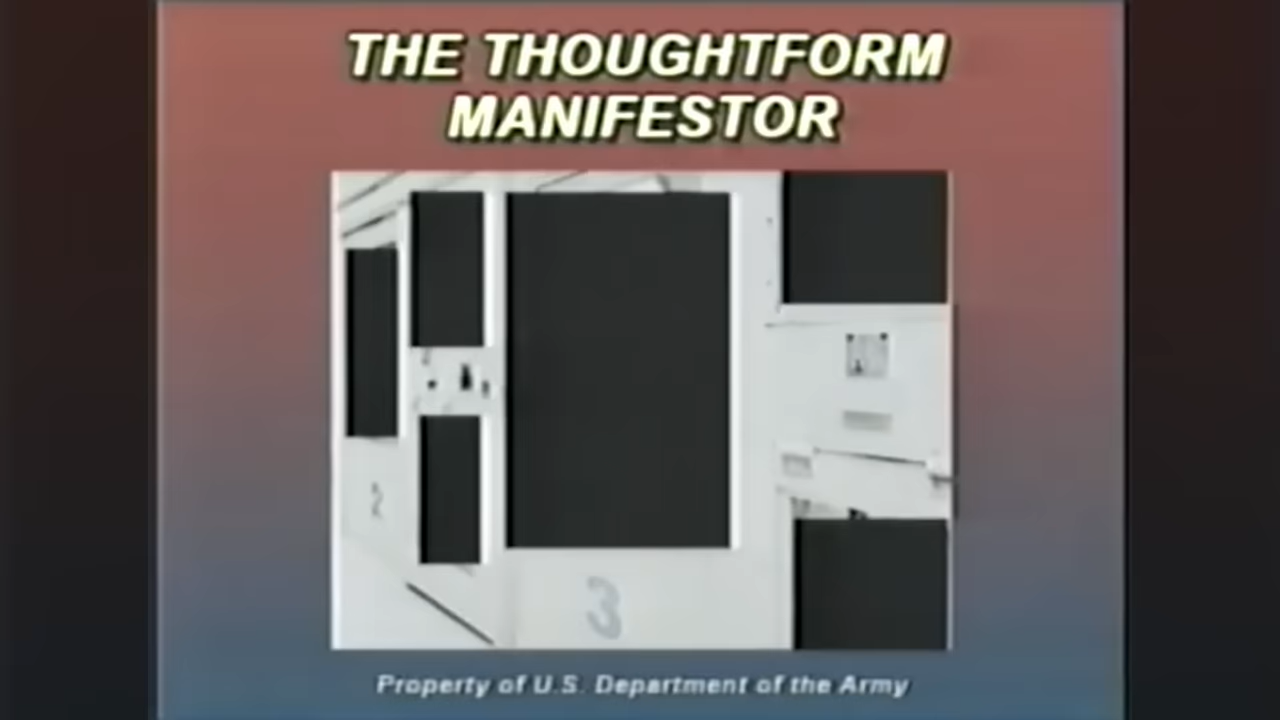 THE THOUGHTFORM
MANIFESTOR
2
3
Property of U.S. Department of the Army